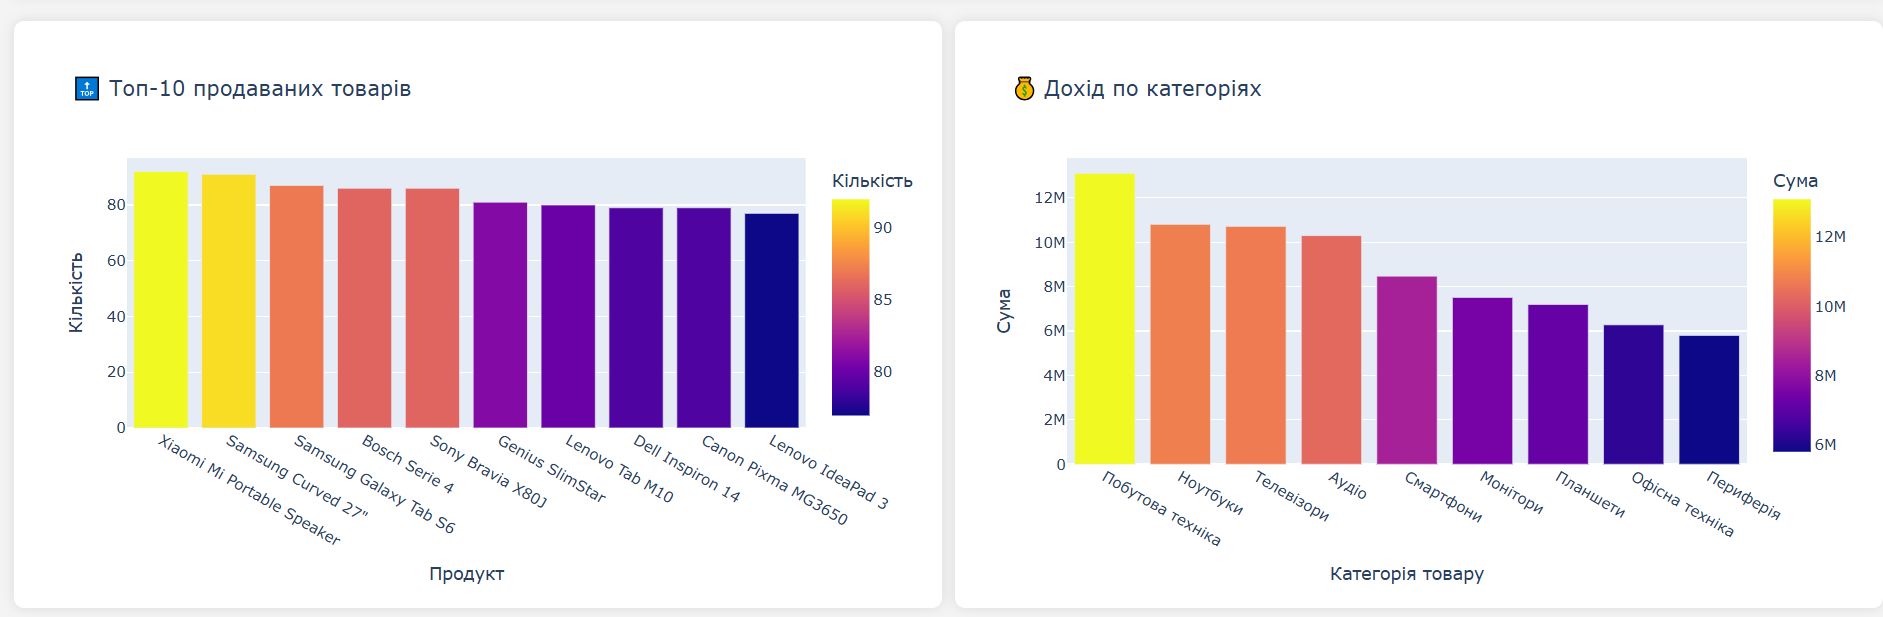 TOP
Топ-10 продаваних товарів
Кількість
80
60
40
20
0
Xiaomi Mi Portable Speaker
Samsung Curved 27"
Samsung Galaxy Tab S6
Bosch Serie 4
Sony Bravia X80J
Genius SlimStar
Lenovo Tab M10
Dell Inspiron 14
Canon Pixma MG3650
Lenovo IdeaPad 3
Продукт
Кількість
90
85
80
$
Дохід по категоріях
Сума
12M
10M
8M
6M
4M
2M
0
Побутова техніка
Ноутбуки
Телевізори
Аудіо
Смартфони
Монітори
Планшети
Офісна техніка
Периферія
Категорія товару
Сума
12M
10M
8M
6M